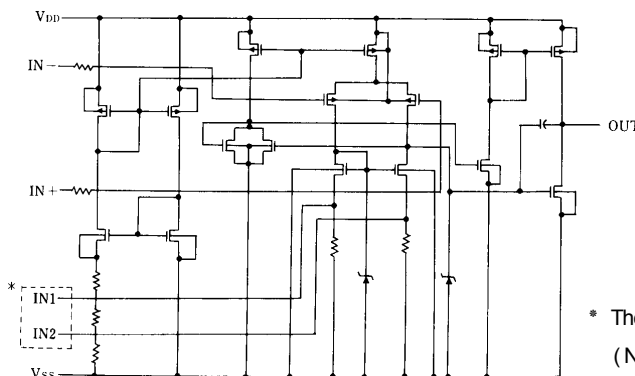 VDD
IN−
OUT
IN+
*
IN1
IN2
* The
(N
VSS